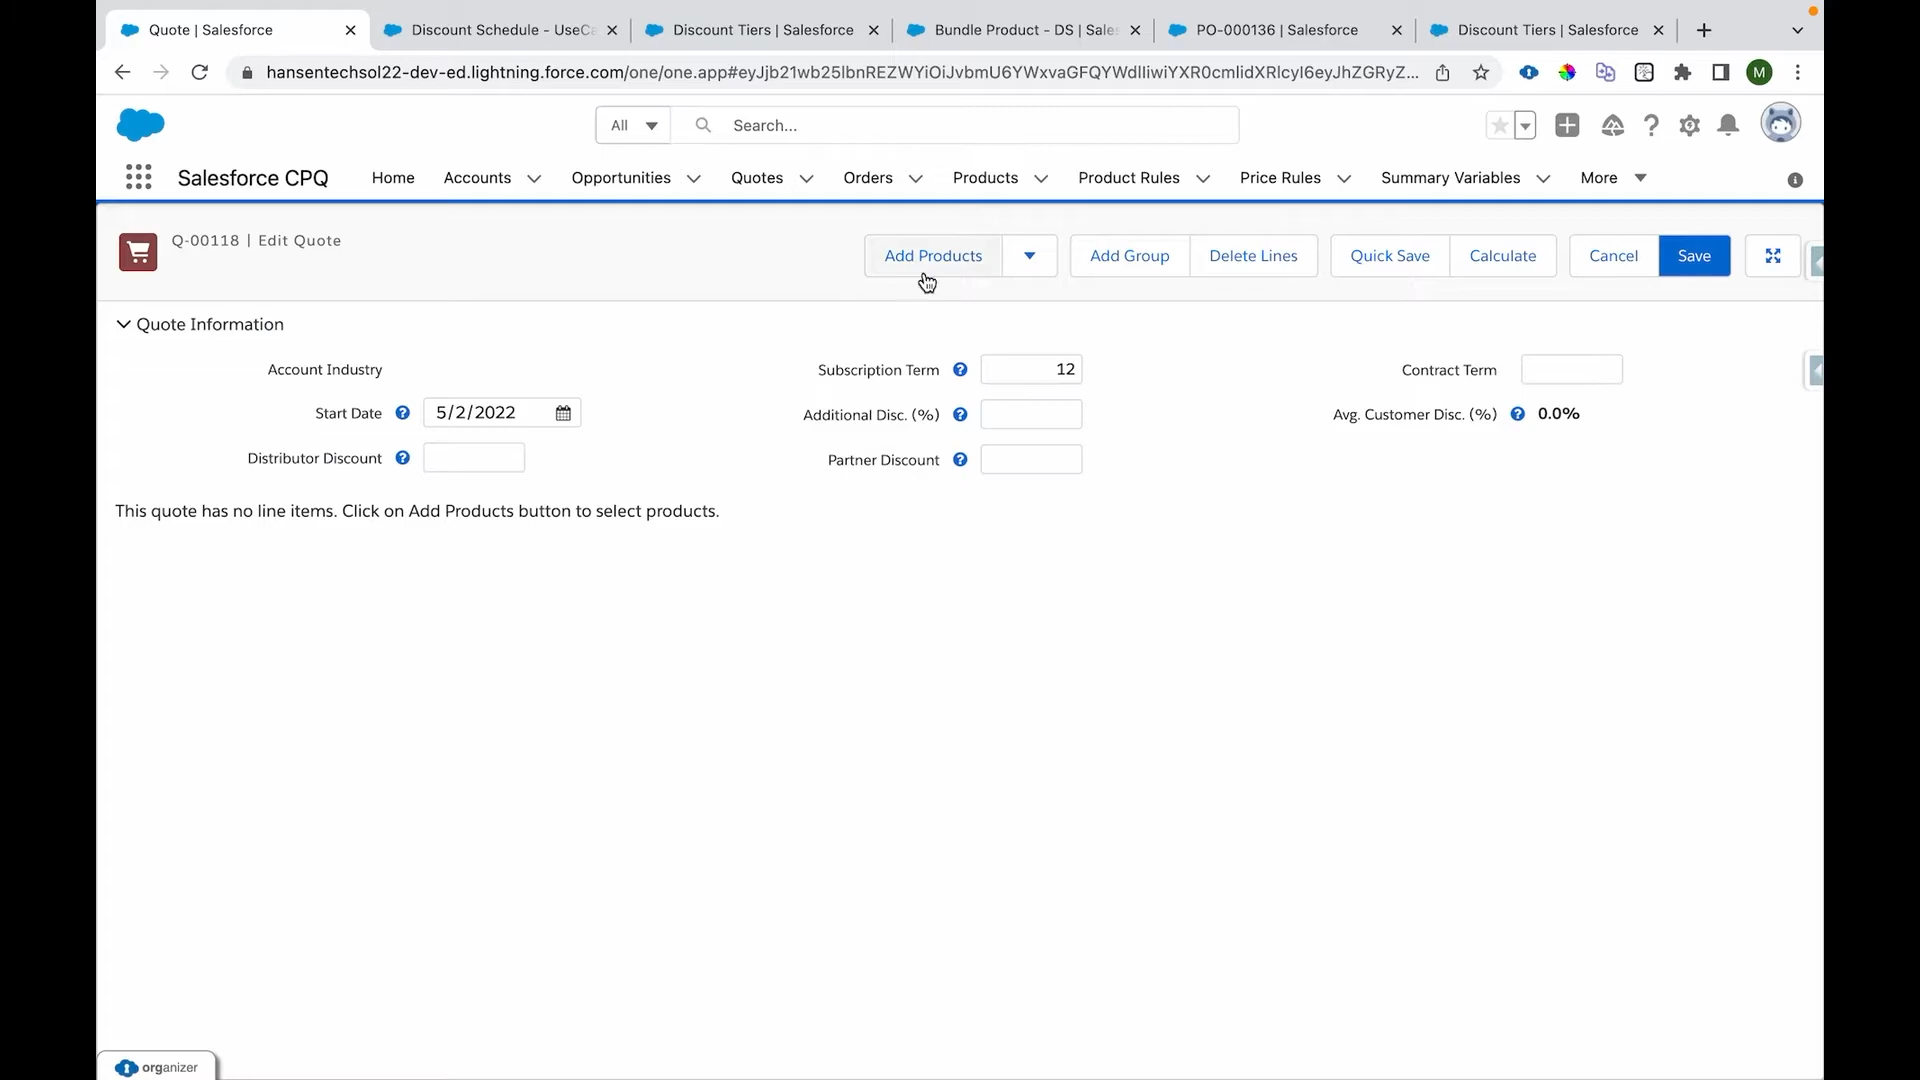 Quote | Salesforce
Discount Schedule - UseCa
Discount Tiers | Salesforce
Bundle Product - DS | Sales
PO-000136 | Salesforce
Discount Tiers | Salesforce
hansentechsol22-dev-ed.lightning.force.com/one/one.app#eyJjb21wb25lbnREZWYiOiJvbmU6YWxvaGFQYWdlIiwiYXR0cmlidXRlcyI6eyJhZGRyZ...
M
All
Search...
Salesforce CPQ
Home
Accounts
Opportunities
Quotes
Orders
Products
Product Rules
Price Rules
Summary Variables
More
Q-00118 | Edit Quote
Add Products
Add Group
Delete Lines
Quick Save
Calculate
Cancel
Save
Quote Information
Account Industry
Subscription Term
12
Contract Term
Start Date
5/2/2022
Additional Disc. (%)
Avg. Customer Disc. (%)
0.0%
Distributor Discount
Partner Discount
This quote has no line items. Click on Add Products button to select products.
organizer